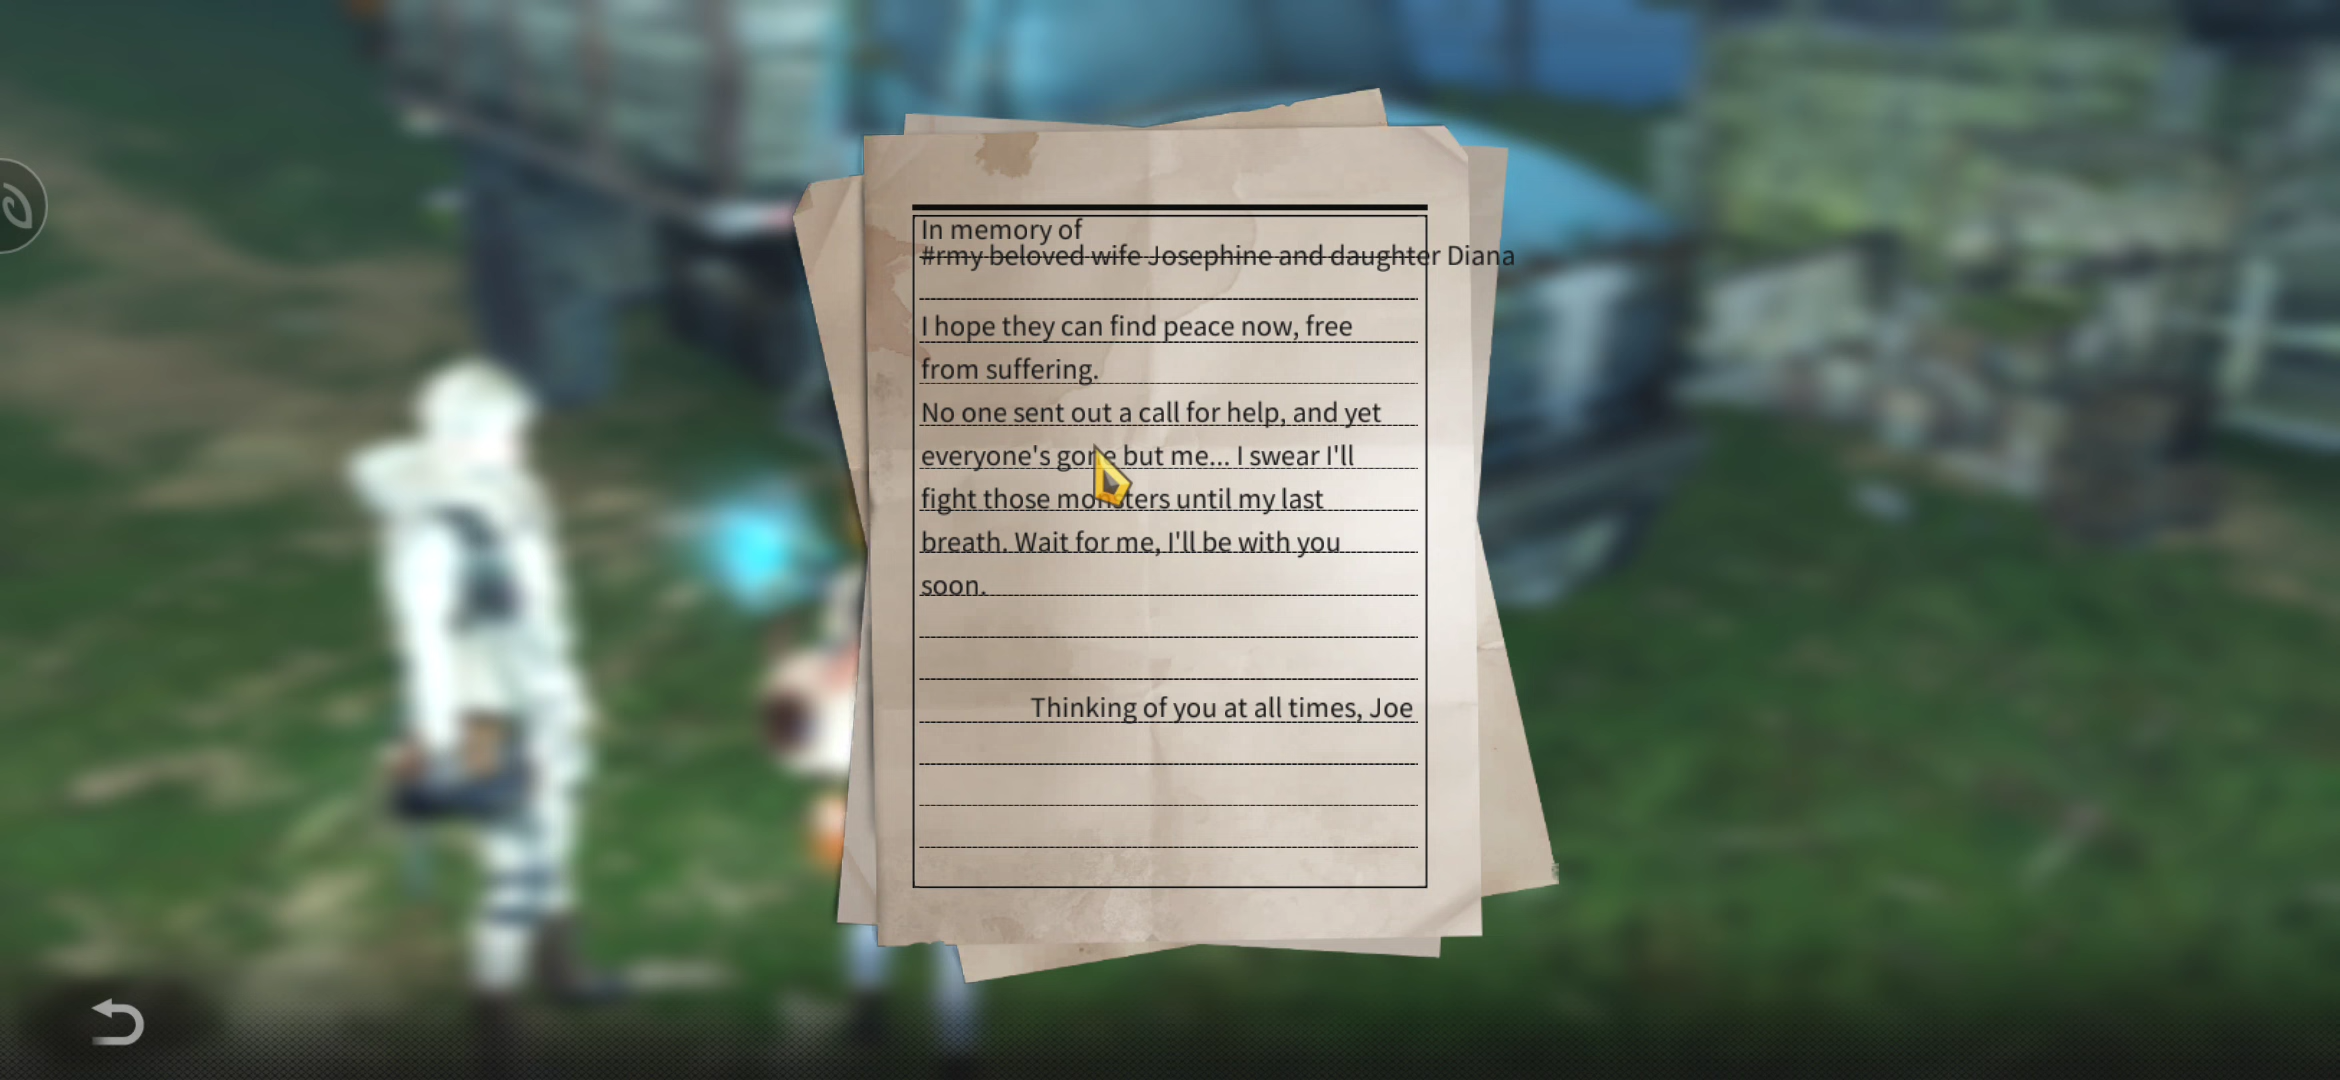 In memory of
#rmy beloved wife Josephine and daughter Diana
I hope they can find peace now, free
from suffering.
No one sent out a call for help, and yet
everyone's gone but me... I swear I'll
fight those monsters until my last
breath. Wait for me, I'll be with you
soon.
Thinking of you at all times, Joe